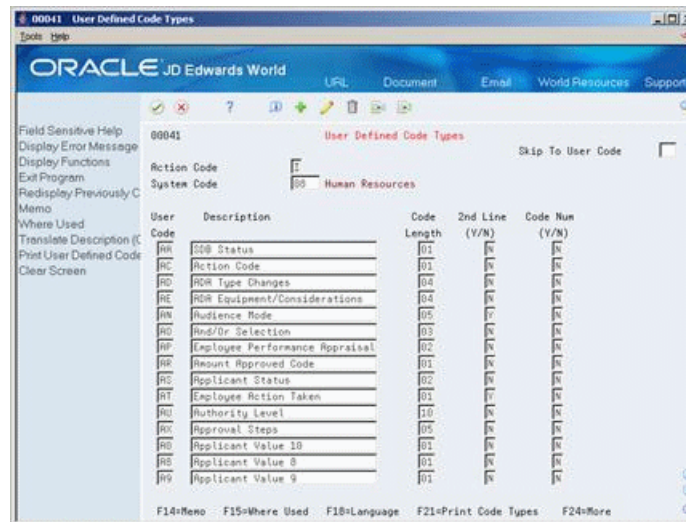 00041 User Defined Code Types
Tools Help
ORACLE JD Edwards World
URL Document Email World Resources Support
Field Sensitive Help
Display Error Message
Display Functions
Exit Program
Redisplay Previously C
Memo
Where Used
Translate Description (C
Print User Defined Code
Clear Screen
00041 User Defined Code Types
Skip To User Code
Action Code I
System Code 08 Human Resources
User Description Code 2nd Line Code Num
Code Length (Y/N) (Y/N)
AA SDB Status 01 N N
AC Action Code 01 N N
AD ADA Type Changes 04 N N
AE ADA Equipment/Considerations 04 N N
AN Audience Mode 05 Y N
AO And/Or Selection 03 N N
AP Employee Performance Appraisal 02 N N
AR Amount Approved Code 01 N N
AS Applicant Status 02 N N
AT Employee Action Taken 01 Y N
AU Authority Level 10 N N
AX Approval Steps 05 N N
A0 Applicant Value 10 01 N N
A8 Applicant Value 8 01 N N
A9 Applicant Value 9 01 N N
F14=Memo F15=Where Used F18=Language F21=Print Code Types F24=More